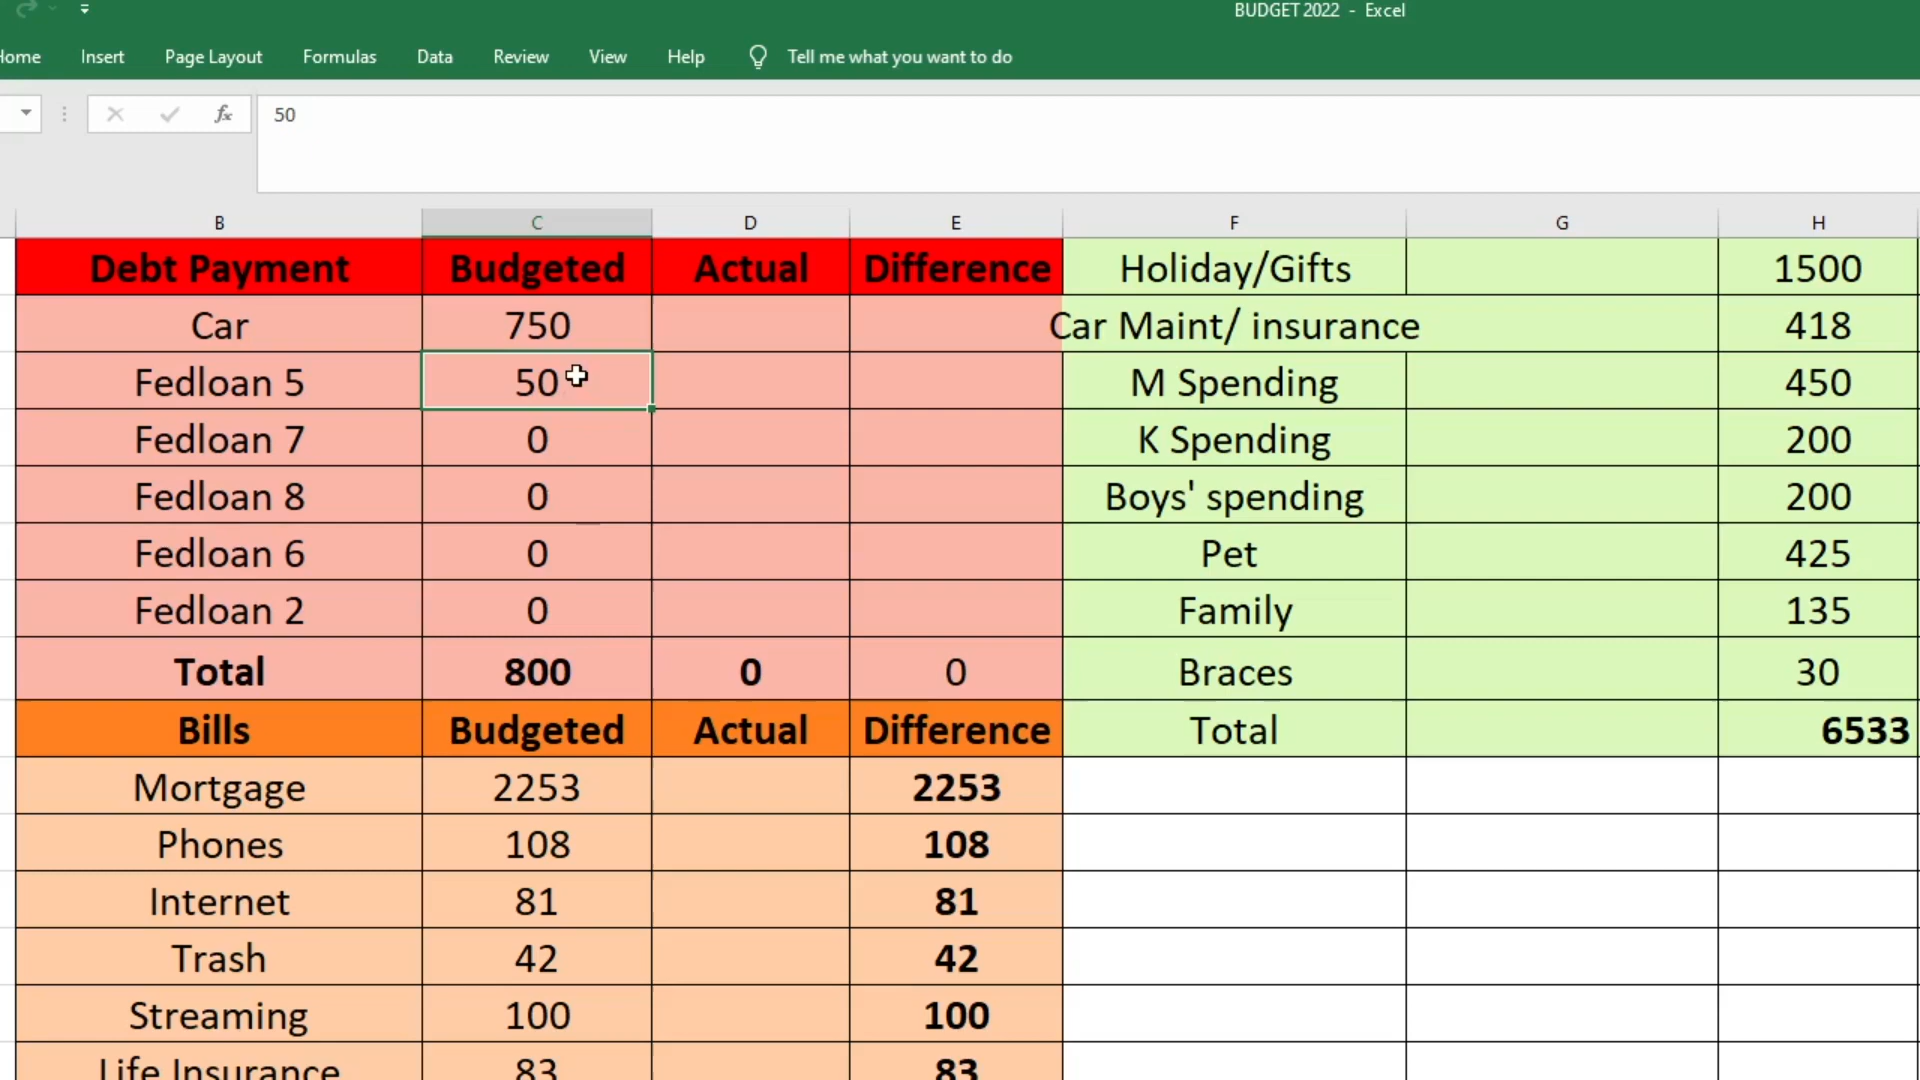 BUDGET 2022 - Excel
Home Insert Page Layout Formulas Data Review View Help Tell me what you want to do
fx 50
B C D E F G H
Debt Payment Budgeted Actual Difference Holiday/Gifts 1500
Car 750 Car Maint/ insurance 418
Fedloan 5 50 M Spending 450
Fedloan 7 0 K Spending 200
Fedloan 8 0 Boys' spending 200
Fedloan 6 0 Pet 425
Fedloan 2 0 Family 135
Total 800 0 0 Braces 30
Bills Budgeted Actual Difference Total 6533
Mortgage 2253 2253
Phones 108 108
Internet 81 81
Trash 42 42
Streaming 100 100
Life Insurance 83 83